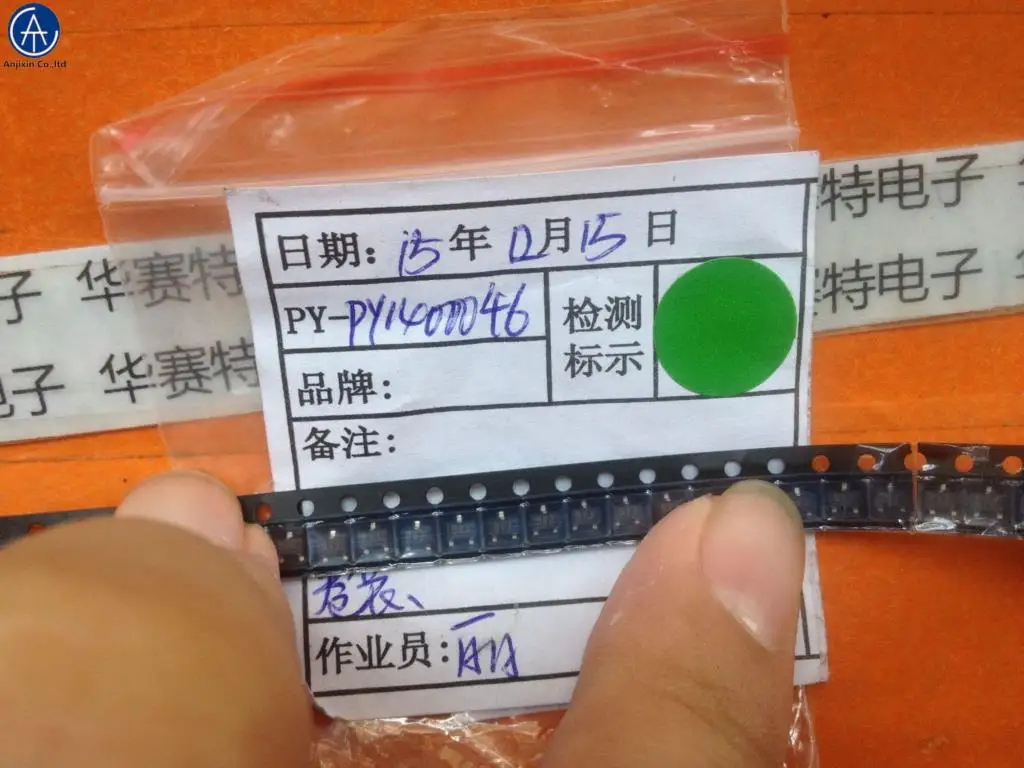 Anjixin Co.,ltd
日期: 15年 12月 15日
PY-PY1400046
检测
标示
品牌:
备注:
作业员:
特电子
特电子
子 华赛特
电子 华赛特